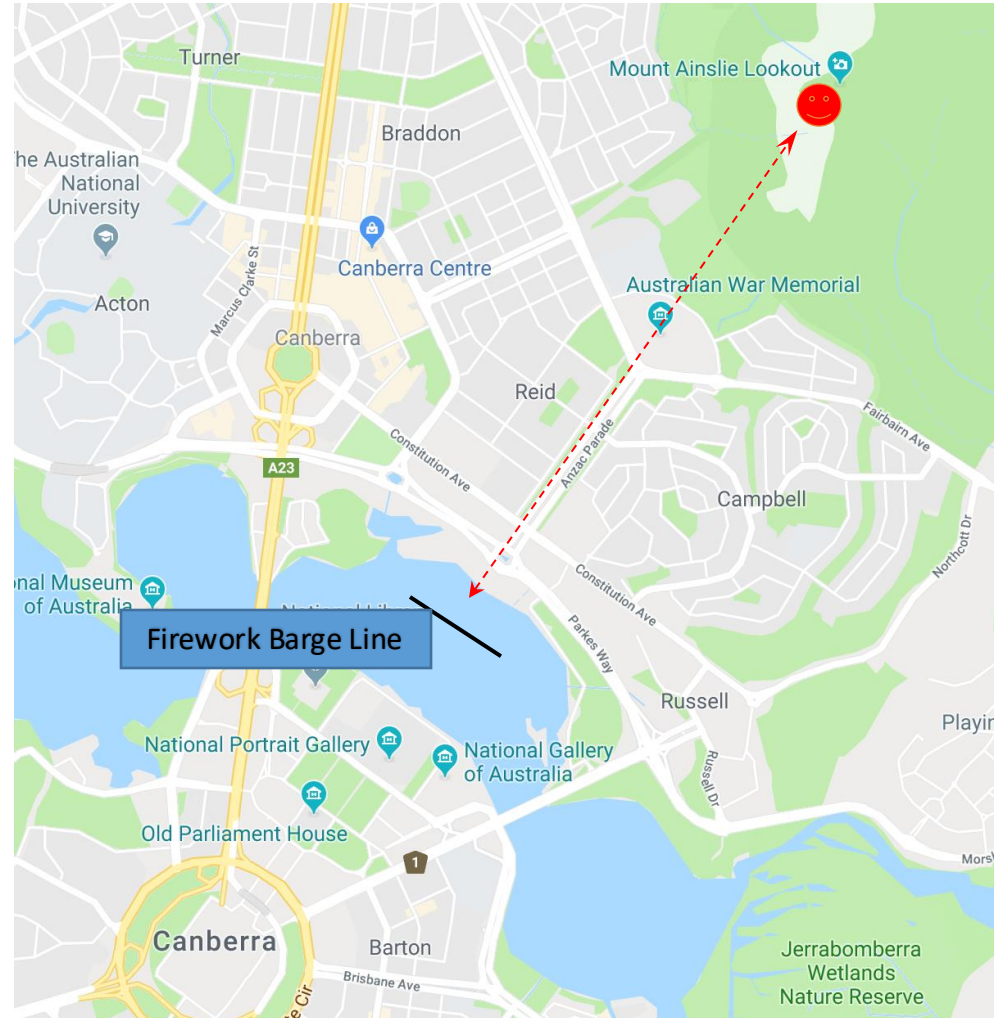 Turner
Mount Ainslie Lookout
Braddon
he Australian
National
University
Marcus Clarke St
Canberra Centre
Australian War Memorial
Acton
Canberra
Reid
Constitution Ave
Anzac Parade
Fairbairn Ave
A23
Campbell
Northcott Dr
onal Museum
of Australia
Constitution Ave
Firework Barge Line
Parkes Way
Russell
Playin
National Portrait Gallery
National Gallery
of Australia
Russell Dr
Old Parliament House
1
Morsh
Canberra
Barton
Brisbane Ave
Jerrabomberra
Wetlands
Nature Reserve
e Cir